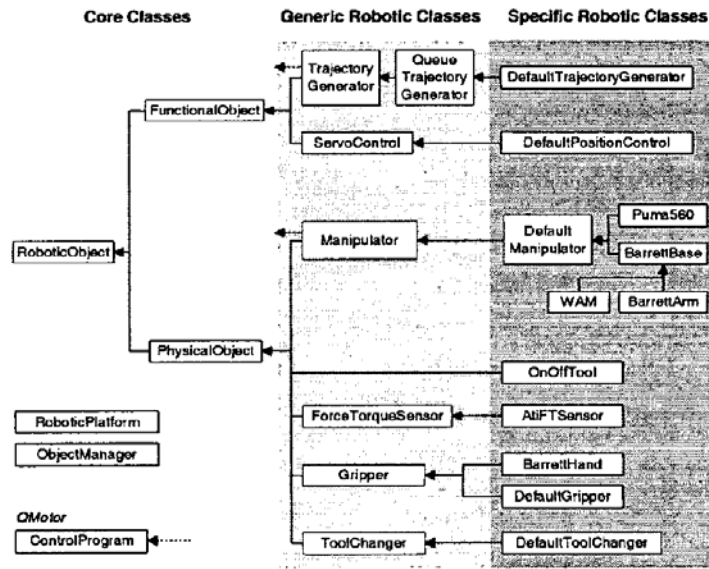 Core Classes
Generic Robotic Classes
Specific Robotic Classes
Trajectory
Generator
Queue
Trajectory
Generator
DefaultTrajectoryGenerator
FunctionalObject
ServoControl
DefaultPositionControl
Puma560
Manipulator
Default
Manipulator
RoboticObject
BarrettBase
WAM
BarrettArm
PhysicalObject
OnOffTool
RoboticPlatform
ForceTorqueSensor
AtiFTSensor
ObjectManager
BarrettHand
Gripper
DefaultGripper
QMotor
ControlProgram
ToolChanger
DefaultToolChanger